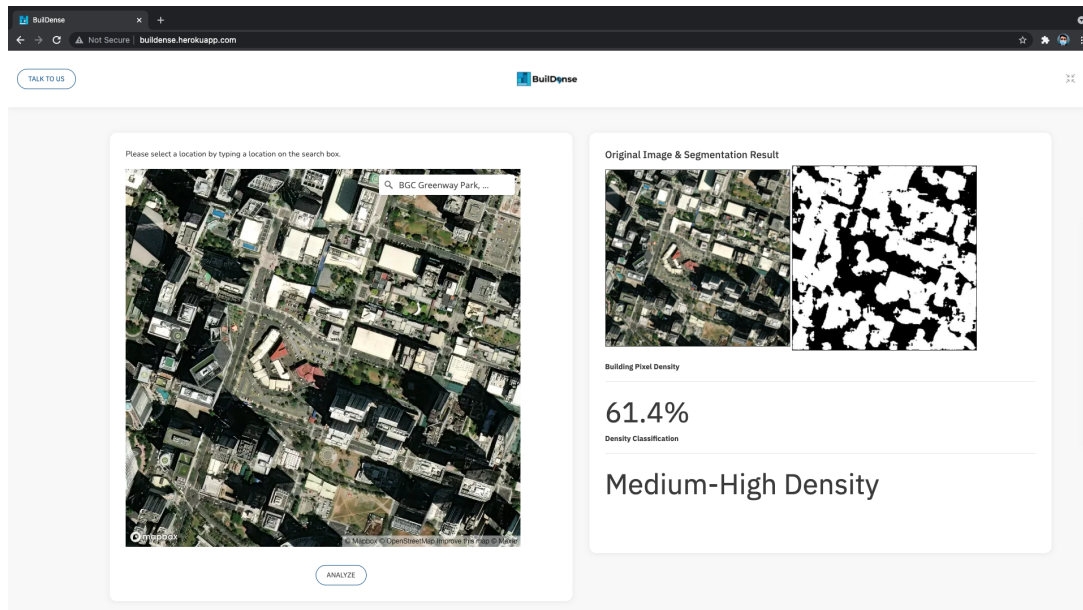 BuilDense
Not Secure
buildense.herokuapp.com
TALK TO US
BuilDense
Please select a location by typing a location on the search box.
BGC Greenway Park, ...
mapbox
© Mapbox © OpenStreetMap Improve this map © Maxar
ANALYZE
Original Image & Segmentation Result
Building Pixel Density
61.4%
Density Classification
Medium-High Density